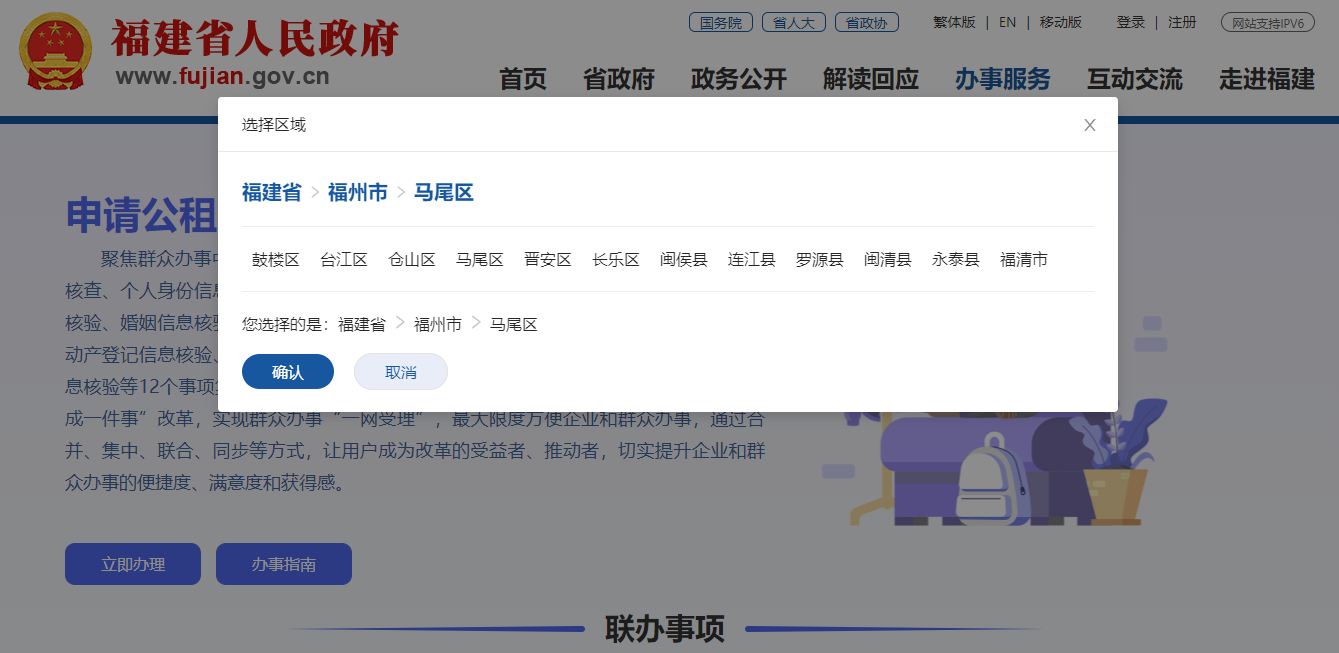 福建省人民政府
www.fujian.gov.cn
国务院 省人大 省政协 繁体版 | EN | 移动版 登录 | 注册 网站支持IPV6
首页 省政府 政务公开 解读回应 办事服务 互动交流 走进福建
选择区域 X
福建省 > 福州市 > 马尾区
鼓楼区 台江区 仓山区 马尾区 晋安区 长乐区 闽侯县 连江县 罗源县 闽清县 永泰县 福清市
您选择的是：福建省 > 福州市 > 马尾区
确认 取消
申请公租
聚焦群众办事中
核查、个人身份信息
核验、婚姻信息核验
动产登记信息核验、
息核验等12个事项
成一件事”改革，实现群众办事“一网受理”，最大限度方便企业和群众办事，通过合
并、集中、联合、同步等方式，让用户成为改革的受益者、推动者，切实提升企业和群
众办事的便捷度、满意度和获得感。
立即办理 办事指南
联办事项